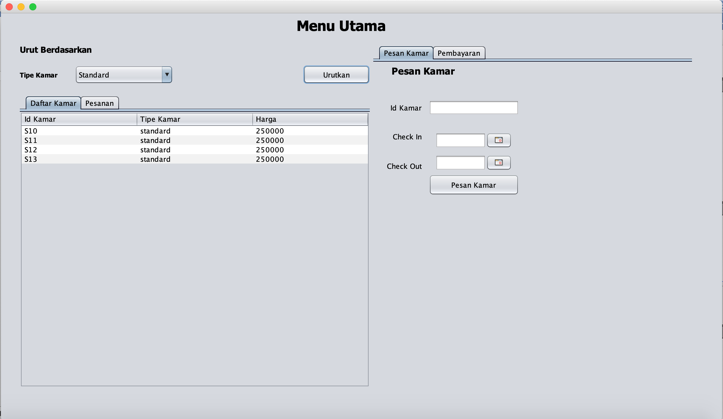 Menu Utama
Urut Berdasarkan
Tipe Kamar Standard Urutkan
Daftar Kamar Pesanan
Id Kamar Tipe Kamar Harga
S10 standard 250000
S11 standard 250000
S12 standard 250000
S13 standard 250000
Pesan Kamar Pembayaran
Pesan Kamar
Id Kamar
Check In
Check Out
Pesan Kamar